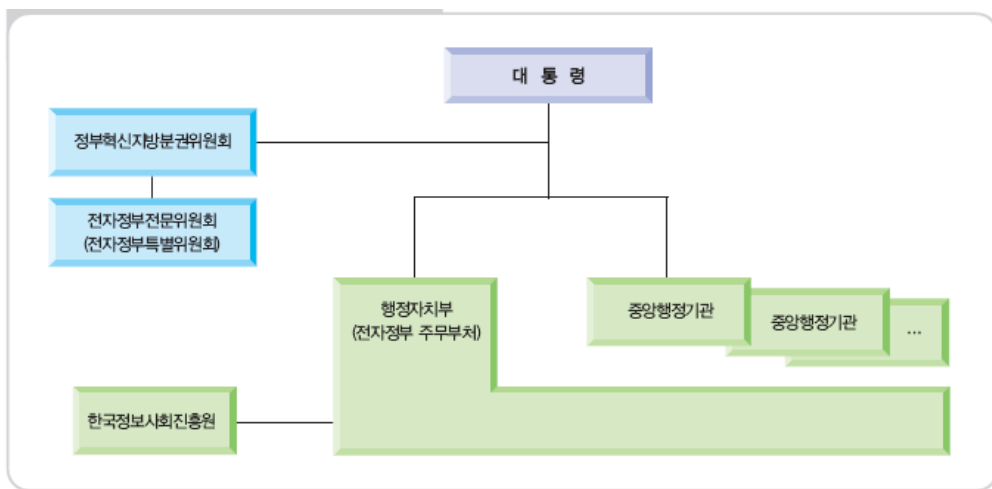 대 통 령
정부혁신지방분권위원회
전자정부전문위원회
(전자정부특별위원회)
행정자치부
(전자정부 주무부처)
중앙행정기관
중앙행정기관
...
한국정보사회진흥원